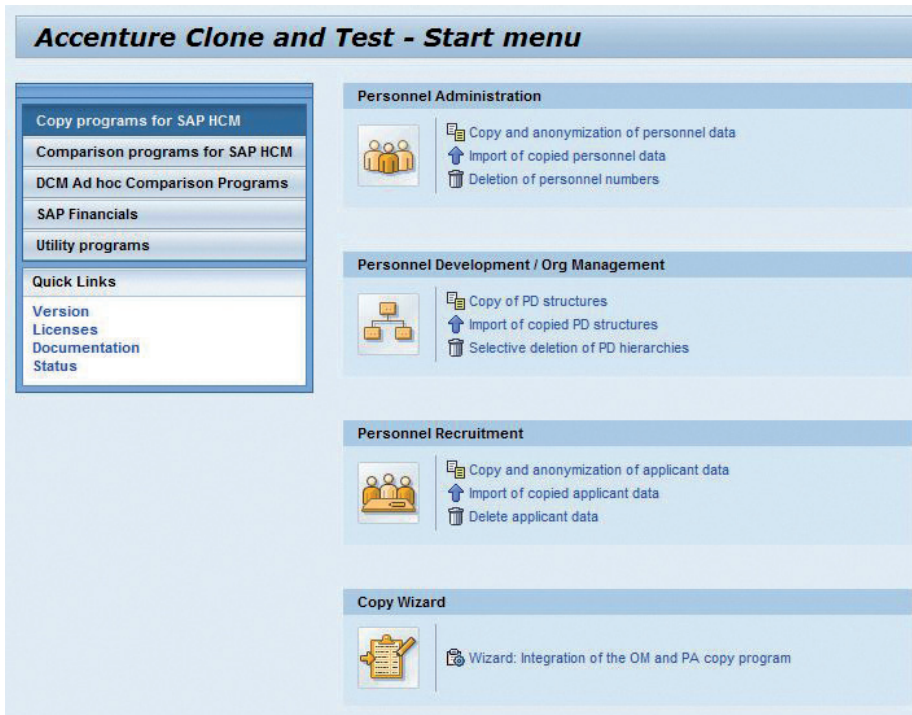 Accenture Clone and Test - Start menu
Copy programs for SAP HCM
Comparison programs for SAP HCM
DCM Ad hoc Comparison Programs
SAP Financials
Utility programs
Quick Links
Version
Licenses
Documentation
Status
Personnel Administration
Copy and anonymization of personnel data
Import of copied personnel data
Deletion of personnel numbers
Personnel Development / Org Management
Copy of PD structures
Import of copied PD structures
Selective deletion of PD hierarchies
Personnel Recruitment
Copy and anonymization of applicant data
Import of copied applicant data
Delete applicant data
Copy Wizard
Wizard: Integration of the OM and PA copy program